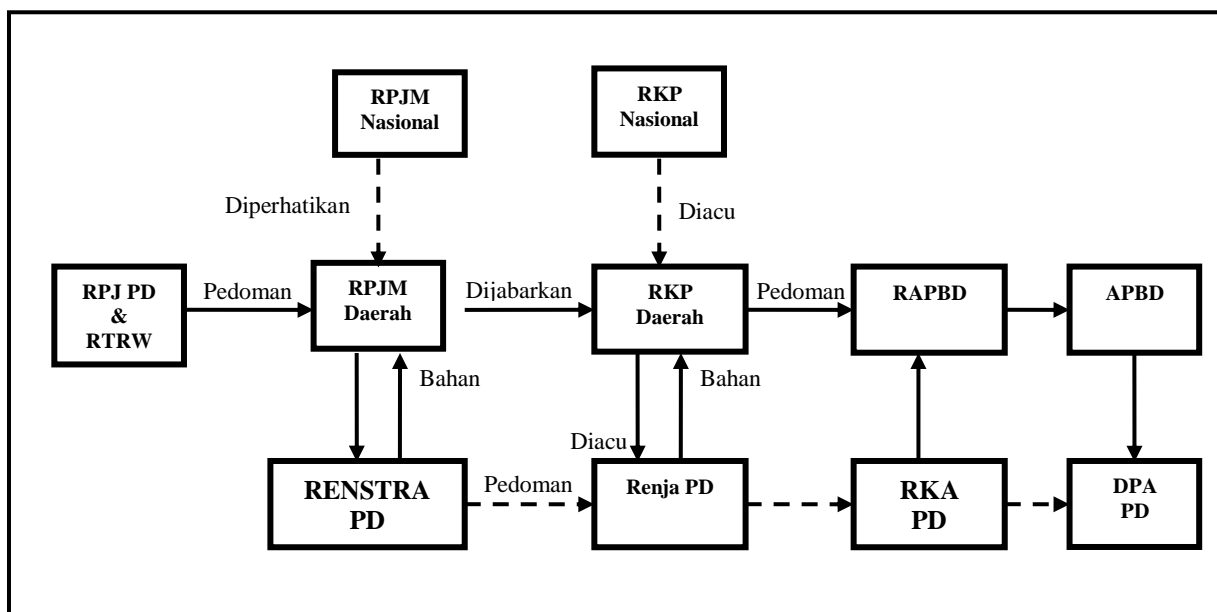 RPJM
Nasional
RKP
Nasional
Diperhatikan
Diacu
RPJ PD
&
RTRW
Pedoman
RPJM
Daerah
Dijabarkan
RKP
Daerah
Pedoman
RAPBD
APBD
Bahan
Bahan
Diacu
RENSTRA
PD
Pedoman
Renja PD
RKA
PD
DPA
PD